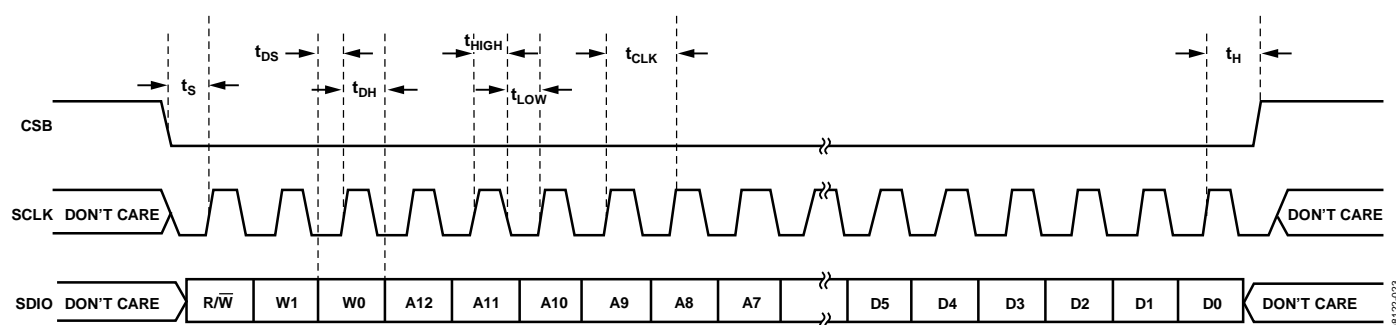 tDS
tHIGH
tCLK
tH
tS
tDH
tLOW
CSB
SCLK DON'T CARE
DON'T CARE
SDIO DON'T CARE R/W̅ W1 W0 A12 A11 A10 A9 A8 A7 D5 D4 D3 D2 D1 D0 DON'T CARE